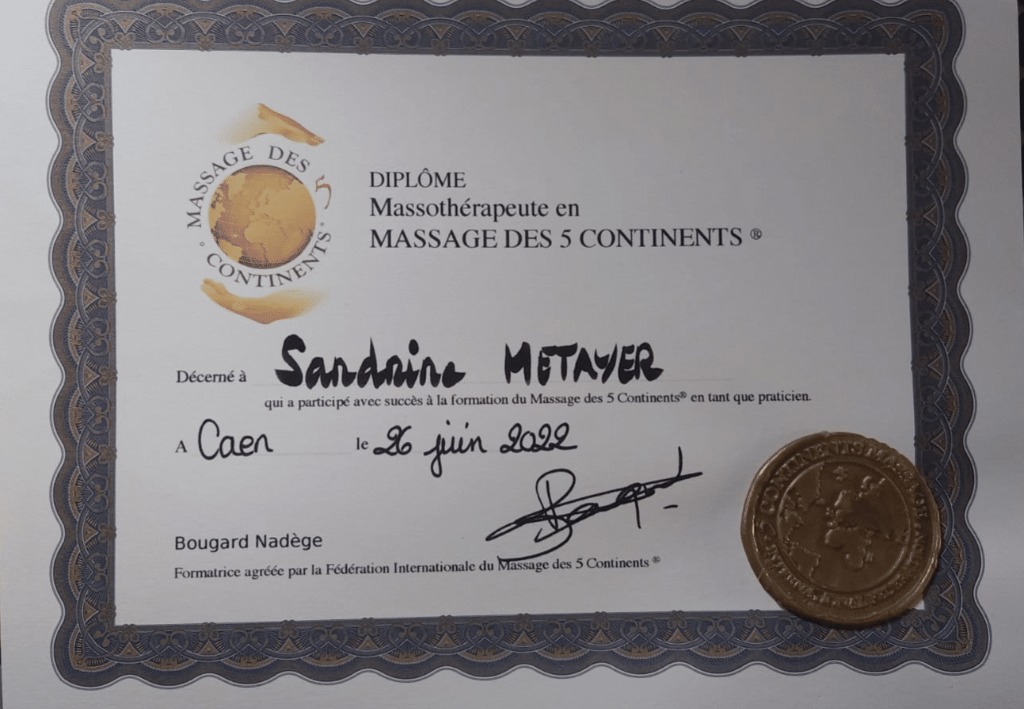 MASSAGE DES 5
CONTINENTS
DIPLÔME
Massothérapeute en
MASSAGE DES 5 CONTINENTS ®
Décerné à Sandrine METAYER
qui a participé avec succès à la formation du Massage des 5 Continents® en tant que praticien.
A Caen le 26 juin 2022
Bougard Nadège
Formatrice agréée par la Fédération Internationale du Massage des 5 Continents ®
5 CONTINENTS